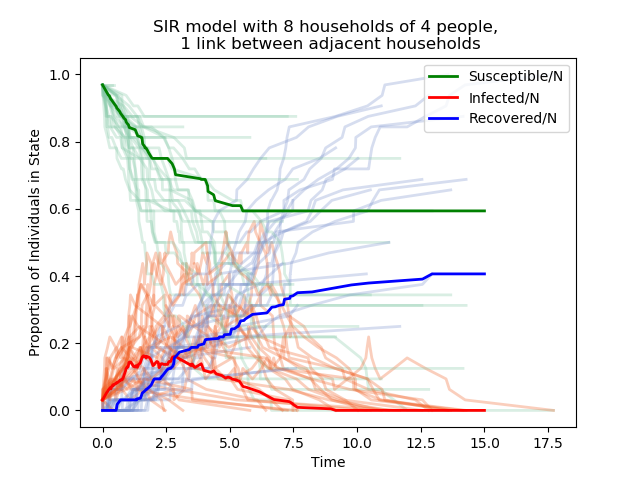 SIR model with 8 households of 4 people,
1 link between adjacent households
Proportion of Individuals in State
1.0
0.8
0.6
0.4
0.2
0.0
Susceptible/N
Infected/N
Recovered/N
0.0 2.5 5.0 7.5 10.0 12.5 15.0 17.5
Time